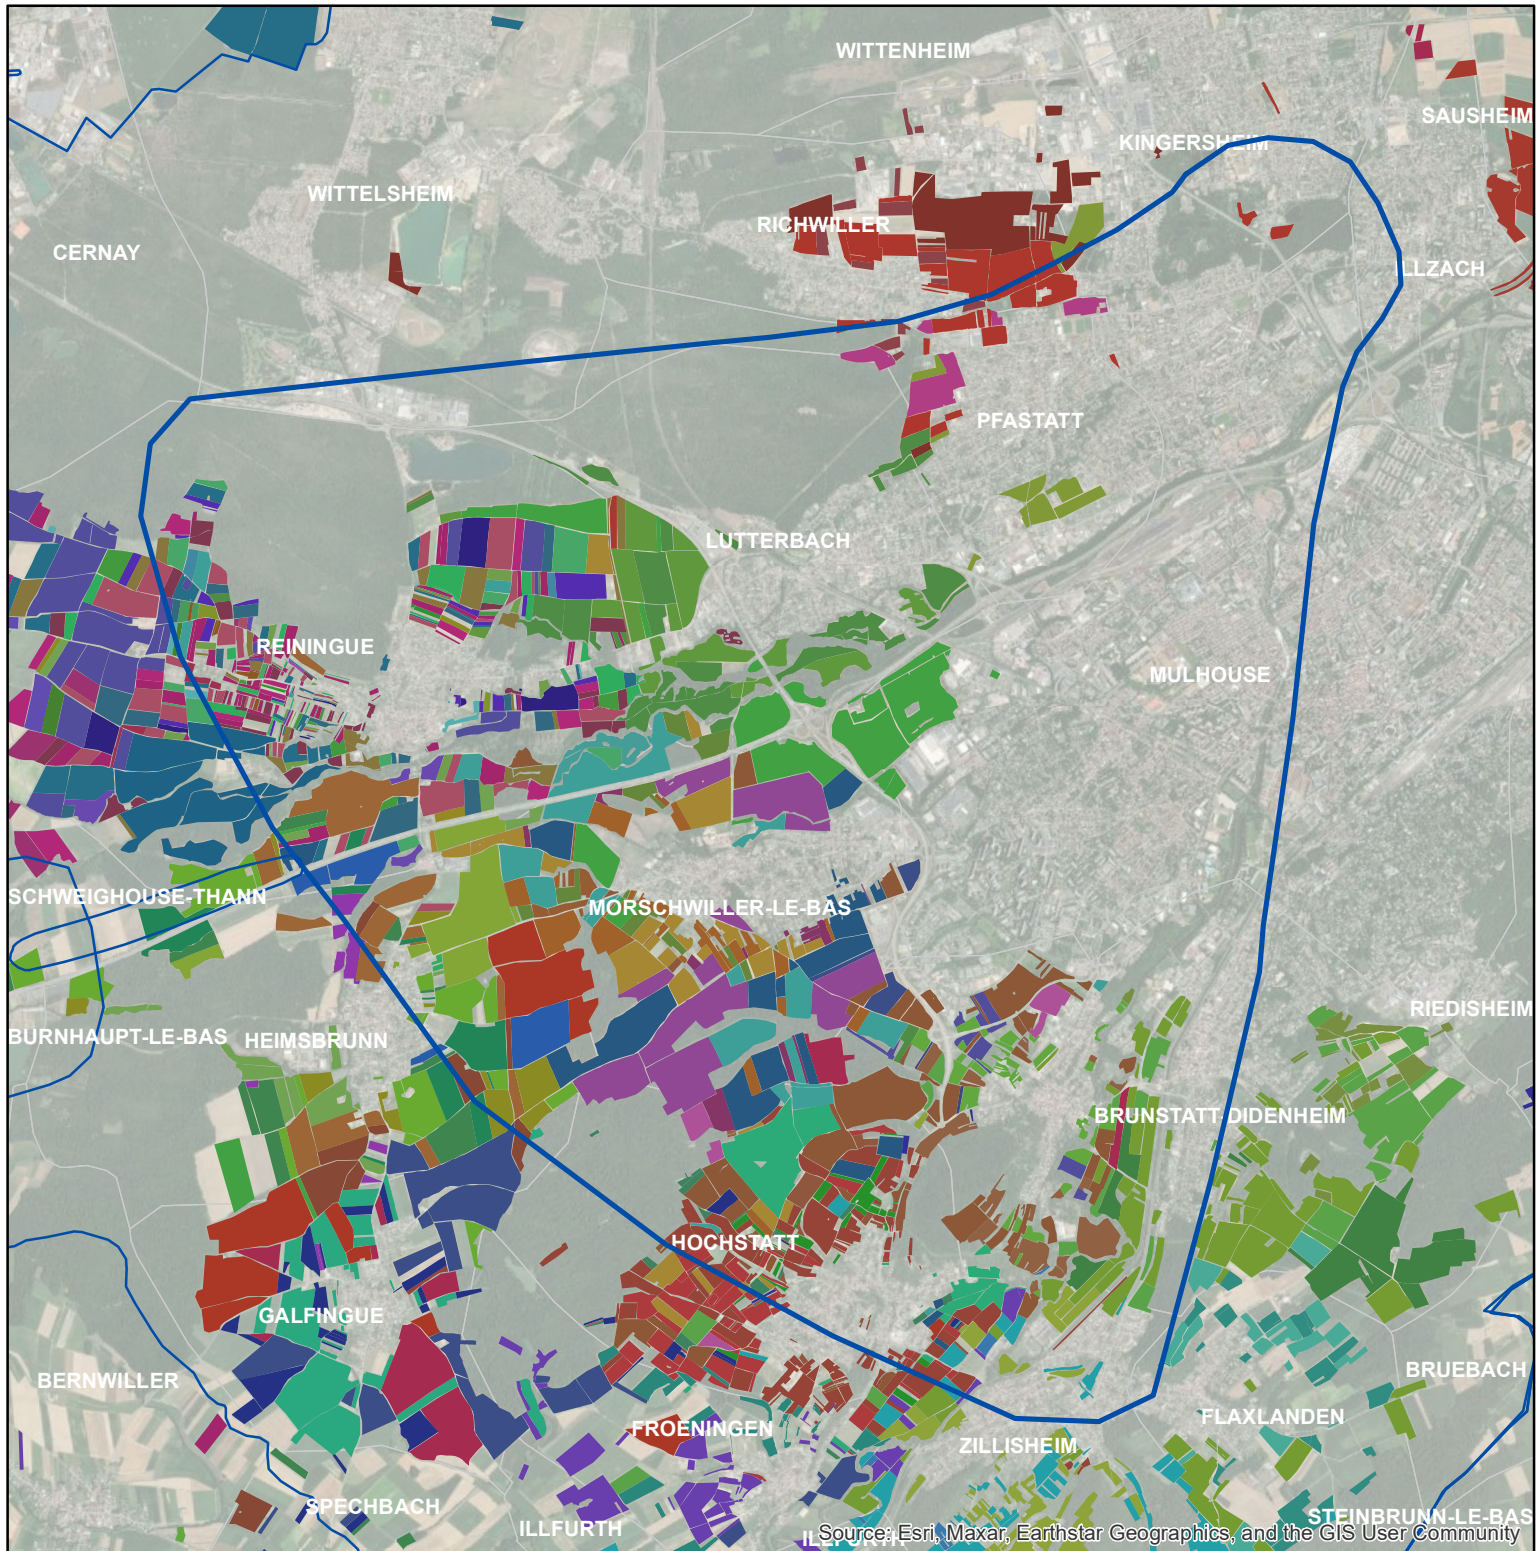 WITTENHEIM
SAUSHEIM
KINGERSHEIM
WITTELSHEIM
RICHWILLER
CERNAY
ILLZACH
PFASTATT
LUTTERBACH
REININGUE
MULHOUSE
SCHWEIGHOUSE-THANN
MORSCHWILLER-LE-BAS
RIEDISHEIM
BURNHAUPT-LE-BAS
HEIMSBRUNN
BRUNSTATT-DIDENHEIM
HOCHSTATT
GALFINGUE
BRUEBACH
BERNWILLER
FLAXLANDEN
FROENINGEN
ZILLISHEIM
SPECHBACH
STEINBRUNN-LE-BAS
ILLFURTH
ILLFURTH
Source: Esri, Maxar, Earthstar Geographics, and the GIS User Community